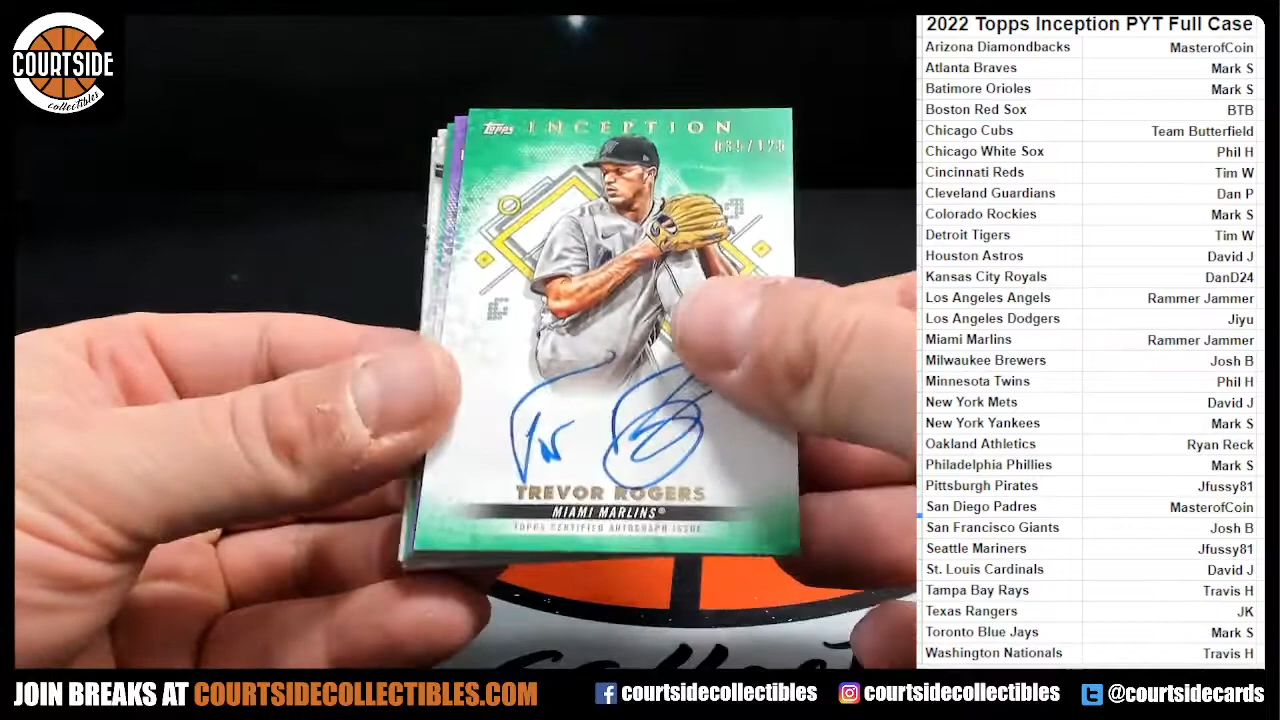 COURTSIDE
collectibles
Topps INCEPTION
TREVOR ROGERS
MIAMI MARLINS®
TOPPS CERTIFIED AUTOGRAPH ISSUE
2022 Topps Inception PYT Full Case
Arizona Diamondbacks MasterofCoin
Atlanta Braves Mark S
Batimore Orioles Mark S
Boston Red Sox BTB
Chicago Cubs Team Butterfield
Chicago White Sox Phil H
Cincinnati Reds Tim W
Cleveland Guardians Dan P
Colorado Rockies Mark S
Detroit Tigers Tim W
Houston Astros David J
Kansas City Royals DanD24
Los Angeles Angels Rammer Jammer
Los Angeles Dodgers Jiyu
Miami Marlins Rammer Jammer
Milwaukee Brewers Josh B
Minnesota Twins Phil H
New York Mets David J
New York Yankees Mark S
Oakland Athletics Ryan Reck
Philadelphia Phillies Mark S
Pittsburgh Pirates Jfussy81
San Diego Padres MasterofCoin
San Francisco Giants Josh B
Seattle Mariners Jfussy81
St. Louis Cardinals David J
Tampa Bay Rays Travis H
Texas Rangers JK
Toronto Blue Jays Mark S
Washington Nationals Travis H
JOIN BREAKS AT COURTSIDECOLLECTIBLES.COM
courtsidecollectibles
courtsidecollectibles
@courtsidecards